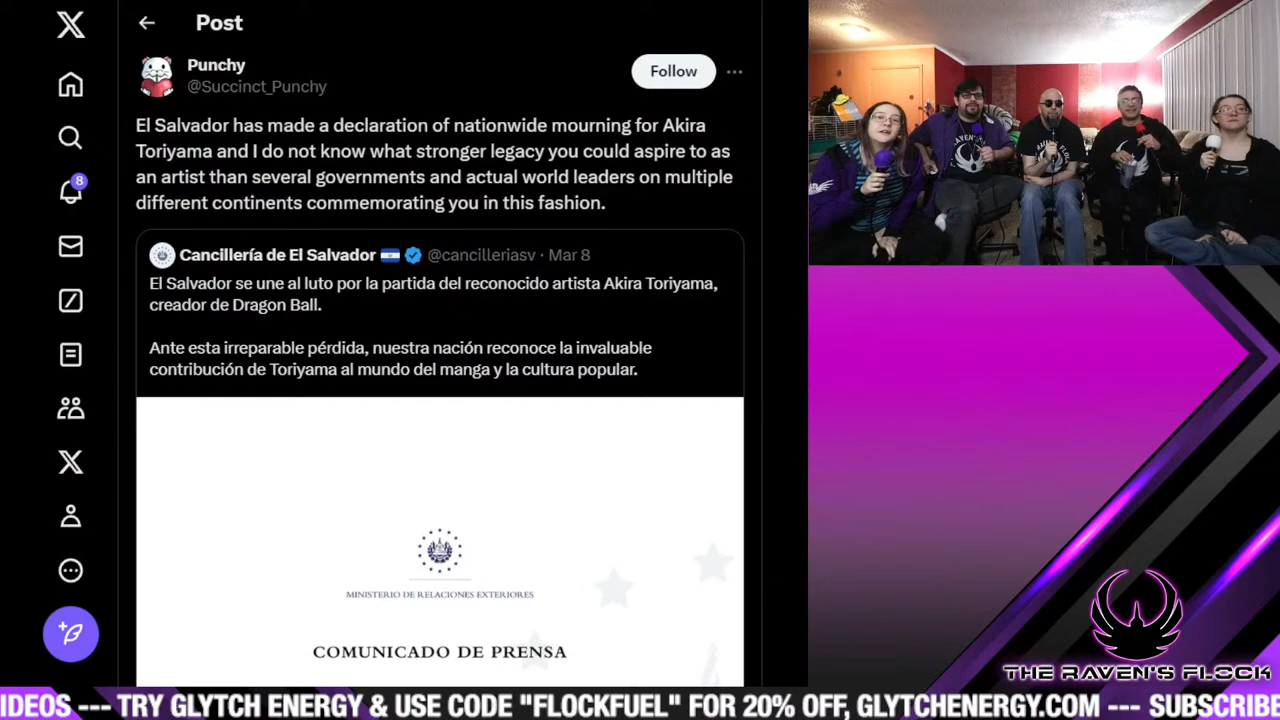 Post
Punchy
@Succinct_Punchy
Follow
El Salvador has made a declaration of nationwide mourning for Akira
Toriyama and I do not know what stronger legacy you could aspire to as
an artist than several governments and actual world leaders on multiple
different continents commemorating you in this fashion.
8
Cancillería de El Salvador @cancilleriasv · Mar 8
El Salvador se une al luto por la partida del reconocido artista Akira Toriyama,
creador de Dragon Ball.
Ante esta irreparable pérdida, nuestra nación reconoce la invaluable
contribución de Toriyama al mundo del manga y la cultura popular.
MINISTERIO DE RELACIONES EXTERIORES
COMUNICADO DE PRENSA
THE RAVEN'S FLOCK
IDEOS --- TRY GLYTCH ENERGY & USE CODE "FLOCKFUEL" FOR 20% OFF, GLYTCHENERGY.COM --- SUBSCRIBE